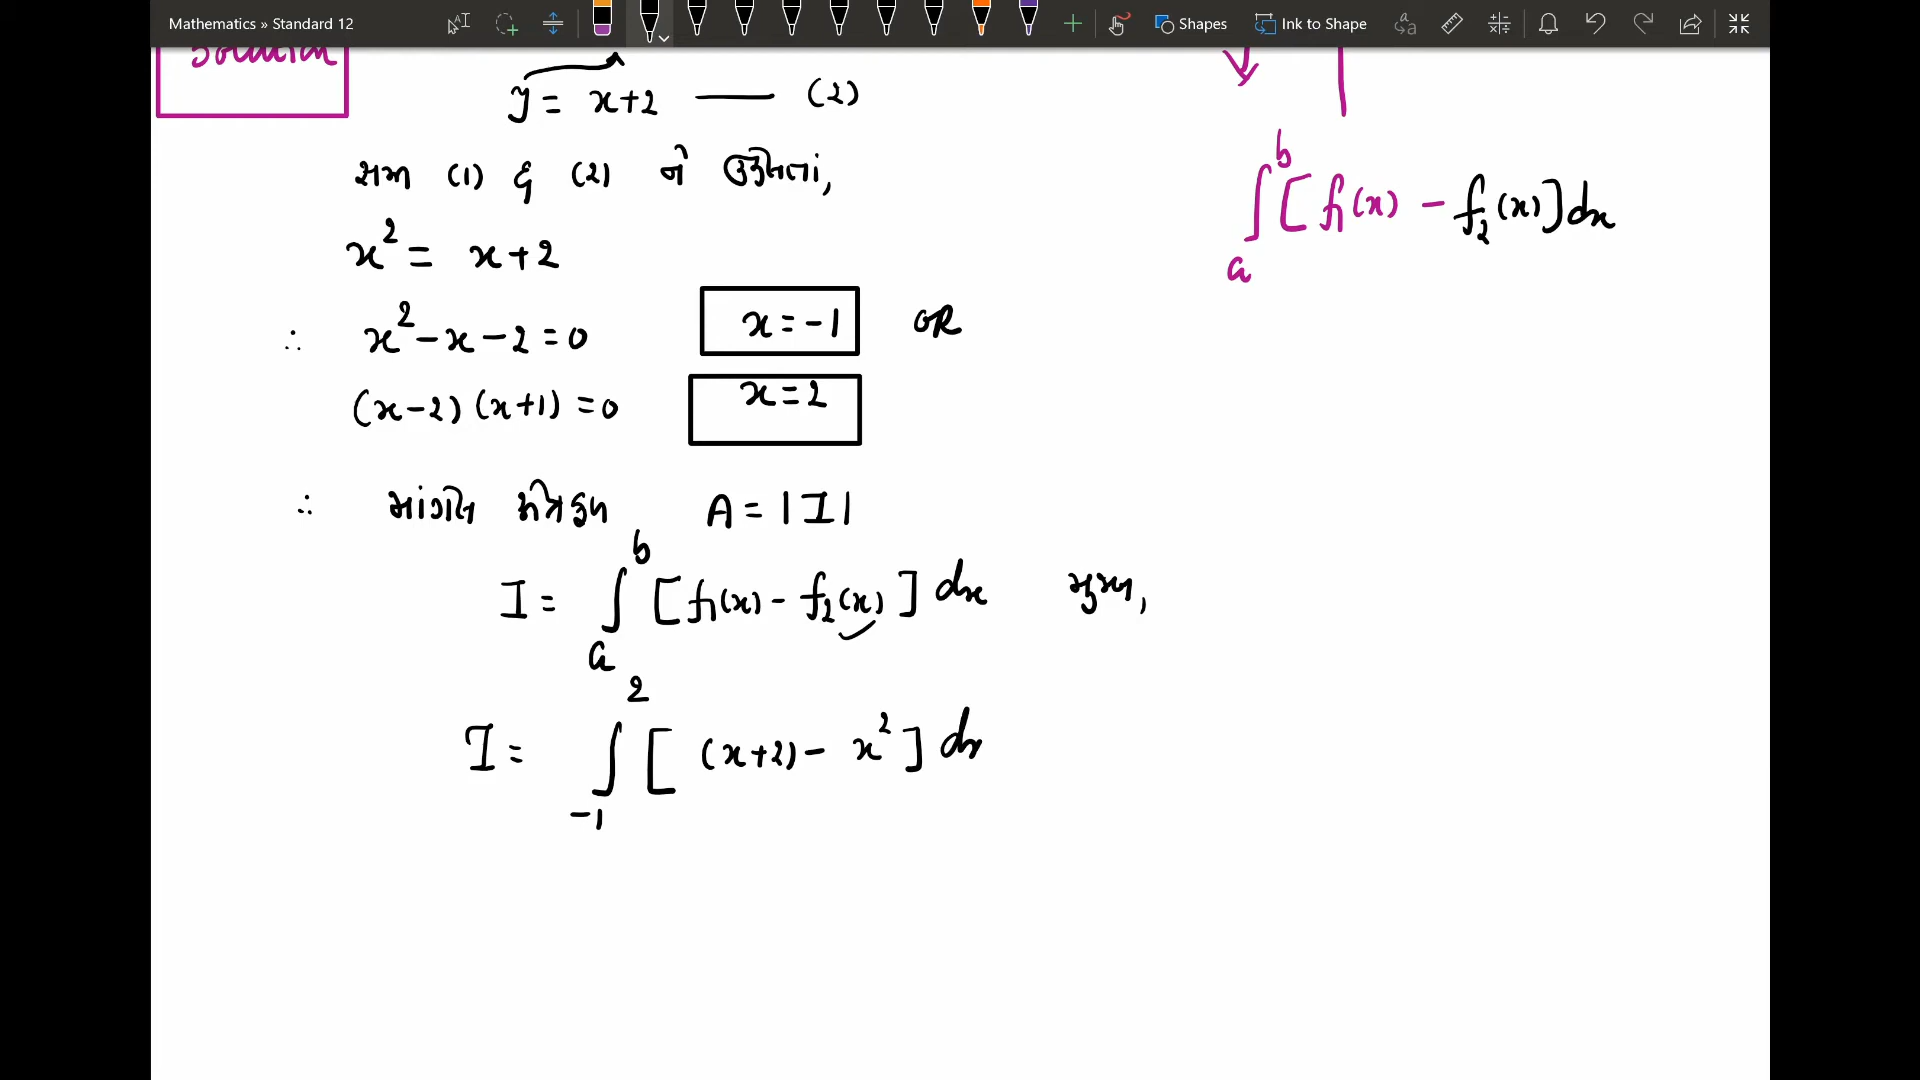 Mathematics » Standard 12
Shapes
Ink to Shape
Solution
y = x+2 —— (2)
સમી (1) ધ (2) ને ઉકેલતાં,
x² = x+2
∴ x²-x-2=0
x=-1 OR
(x-2) (x+1) =0
x=2
∴ માંગેલ ક્ષેત્રફળ A = |I|
I = ∫ₐᵇ [f₁(x) - f₂(x)] dx મુજબ,
I = ∫₋₁² [ (x+2) - x² ] dx
∫ₐᵇ [f₁(x) - f₂(x)] dx